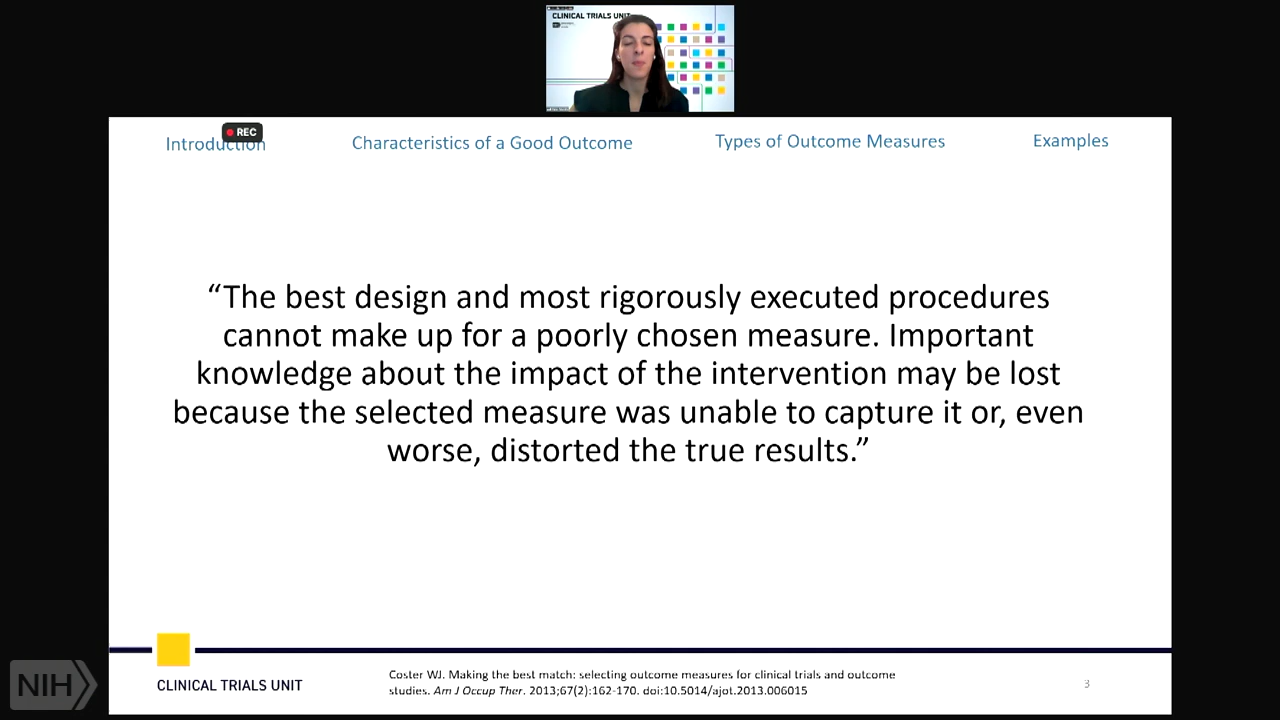 CLINICAL TRIALS UNIT
REC
Introduction
Characteristics of a Good Outcome
Types of Outcome Measures
Examples
“The best design and most rigorously executed procedures
cannot make up for a poorly chosen measure. Important
knowledge about the impact of the intervention may be lost
because the selected measure was unable to capture it or, even
worse, distorted the true results.”
NIH
CLINICAL TRIALS UNIT
Coster WJ. Making the best match: selecting outcome measures for clinical trials and outcome
studies. Am J Occup Ther. 2013;67(2):162-170. doi:10.5014/ajot.2013.006015
3